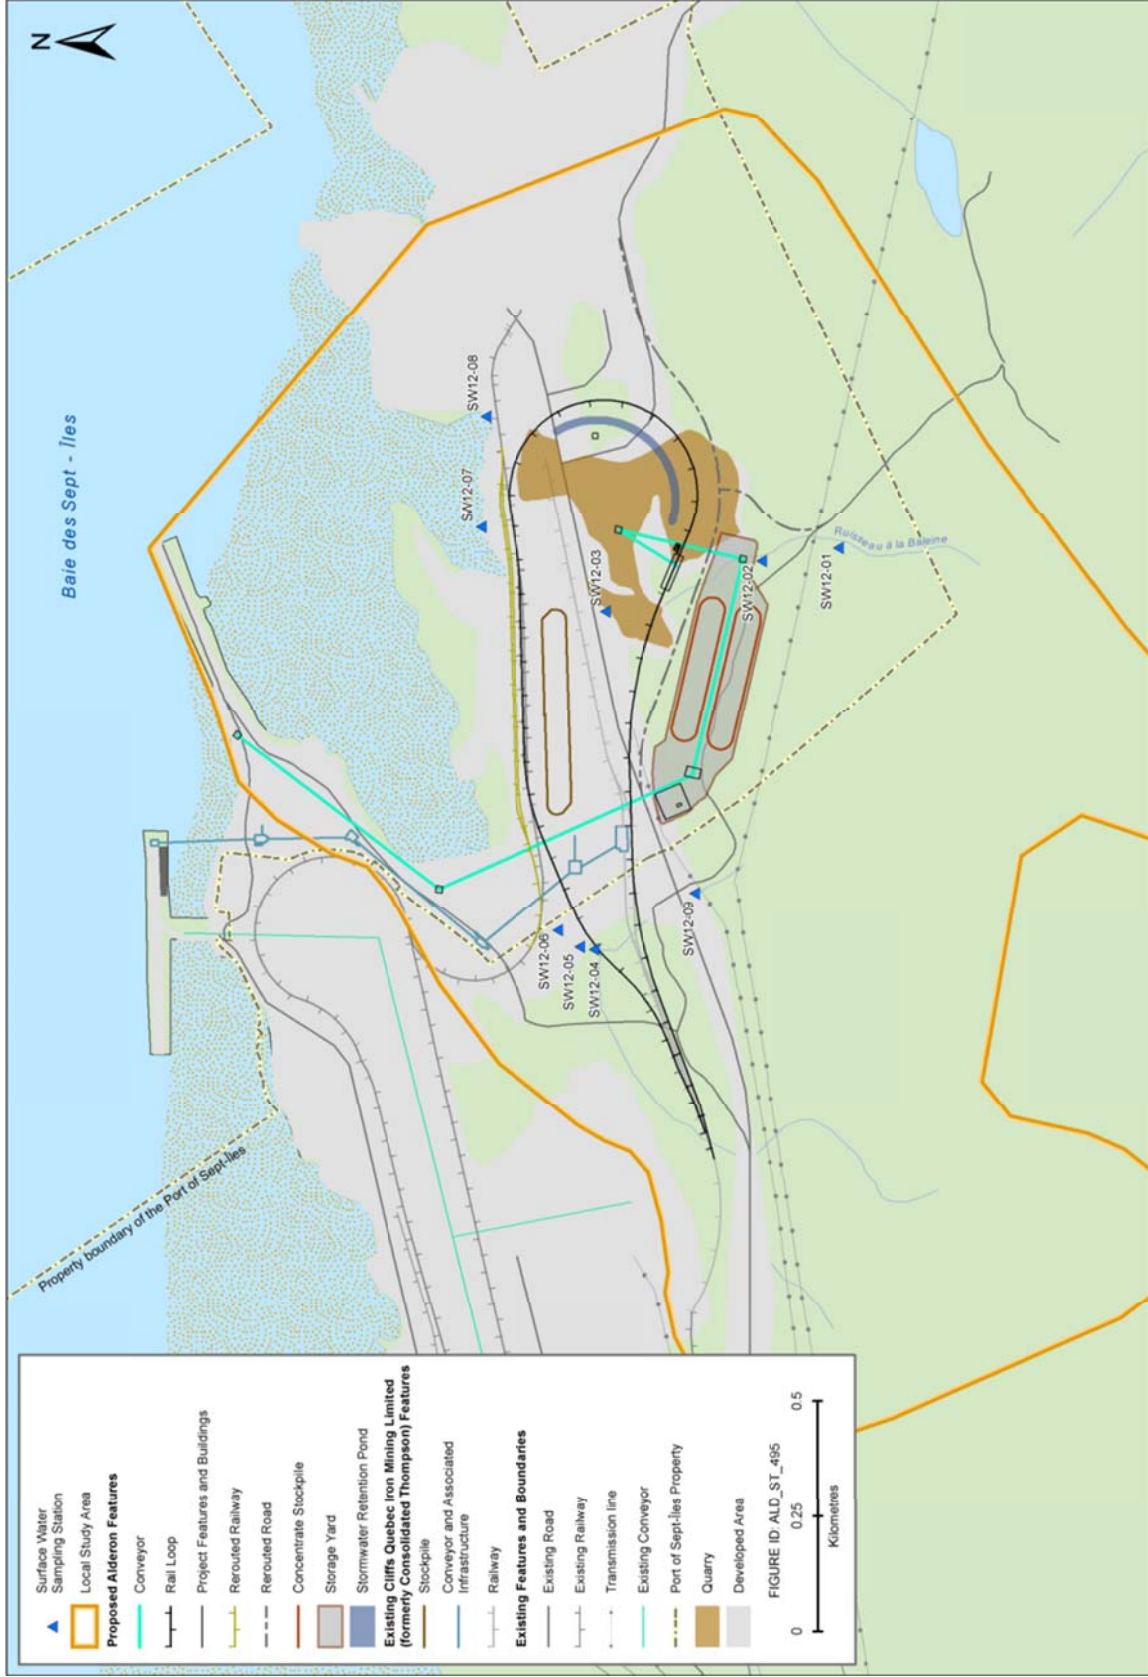 N
Baie des Sept - Îles
Property boundary of the Port of Sept-Îles
SW12-08
SW12-07
SW12-03
SW12-02
SW12-01
Ruisseau à la Baleine
SW12-06
SW12-05
SW12-04
SW12-09
Surface Water
Sampling Station
Local Study Area
Proposed Alderon Features
Conveyor
Rail Loop
Project Features and Buildings
Rerouted Railway
Rerouted Road
Concentrate Stockpile
Storage Yard
Stormwater Retention Pond
Existing Cliffs Quebec Iron Mining Limited
(formerly Consolidated Thompson) Features
Stockpile
Conveyor and Associated
Infrastructure
Railway
Existing Features and Boundaries
Existing Road
Existing Railway
Transmission line
Existing Conveyor
Port of Sept-Îles Property
Quarry
Developed Area
FIGURE ID: ALD_ST_495
0 0.25 0.5
Kilometres